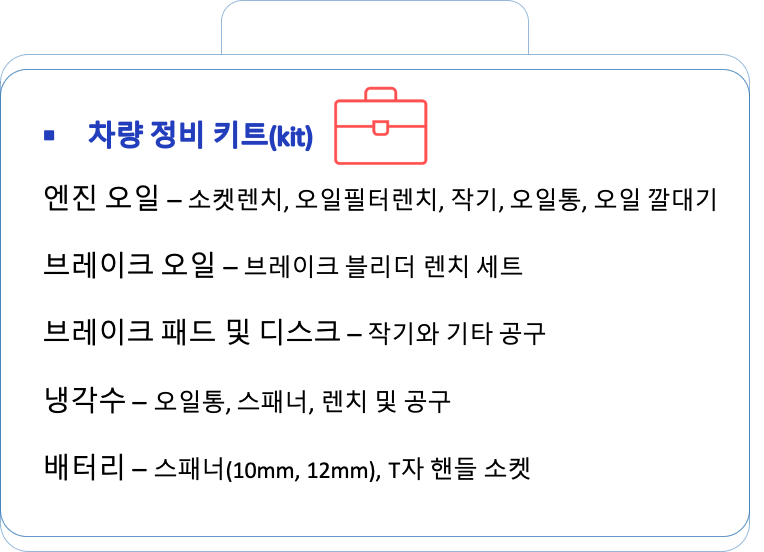 ▪ 차량 정비 키트(kit)
엔진 오일 – 소켓렌치, 오일필터렌치, 작기, 오일통, 오일 깔대기
브레이크 오일 – 브레이크 블리더 렌치 세트
브레이크 패드 및 디스크 – 작기와 기타 공구
냉각수 – 오일통, 스패너, 렌치 및 공구
배터리 – 스패너(10mm, 12mm), T자 핸들 소켓